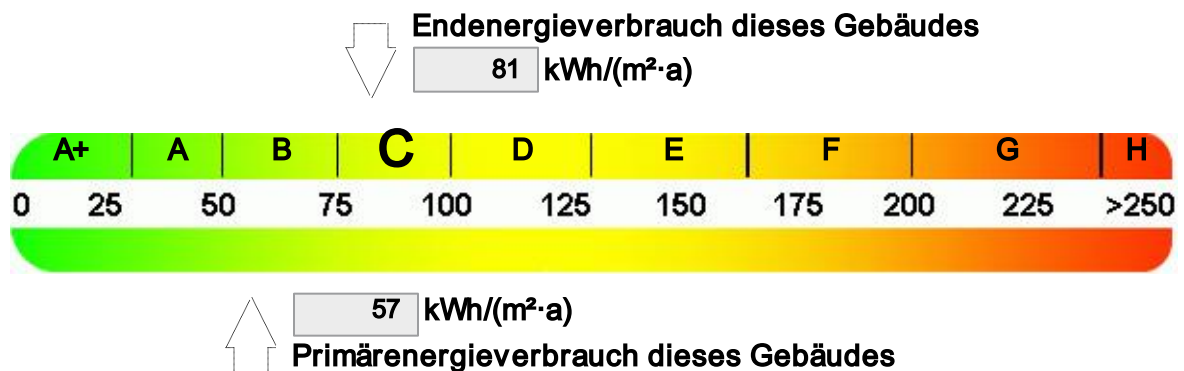 Endenergieverbrauch dieses Gebäudes
81 kWh/(m²·a)
A+ A B C D E F G H
0 25 50 75 100 125 150 175 200 225 >250
57 kWh/(m²·a)
Primärenergieverbrauch dieses Gebäudes